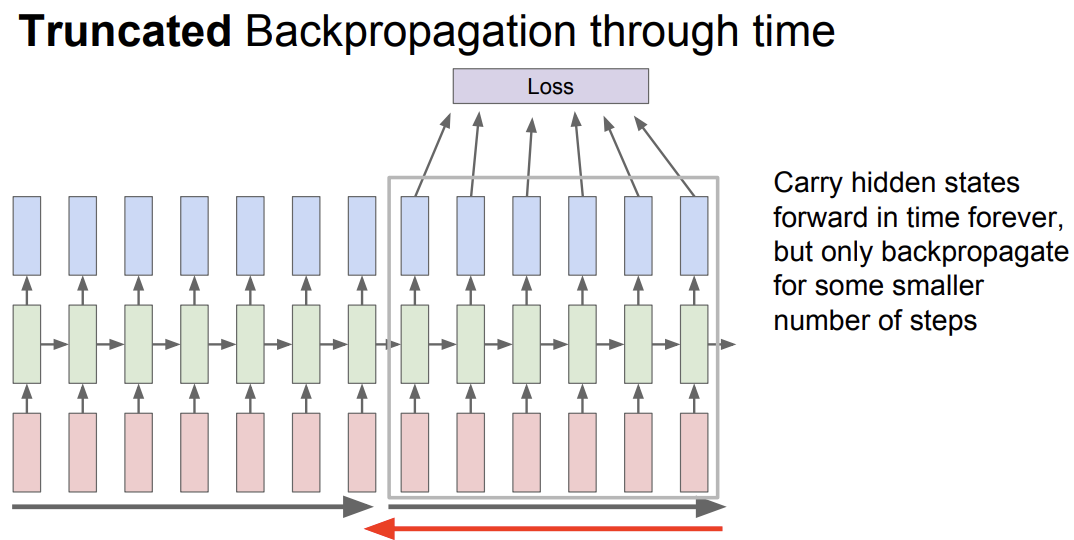 Truncated Backpropagation through time
Loss
Carry hidden states
forward in time forever,
but only backpropagate
for some smaller
number of steps